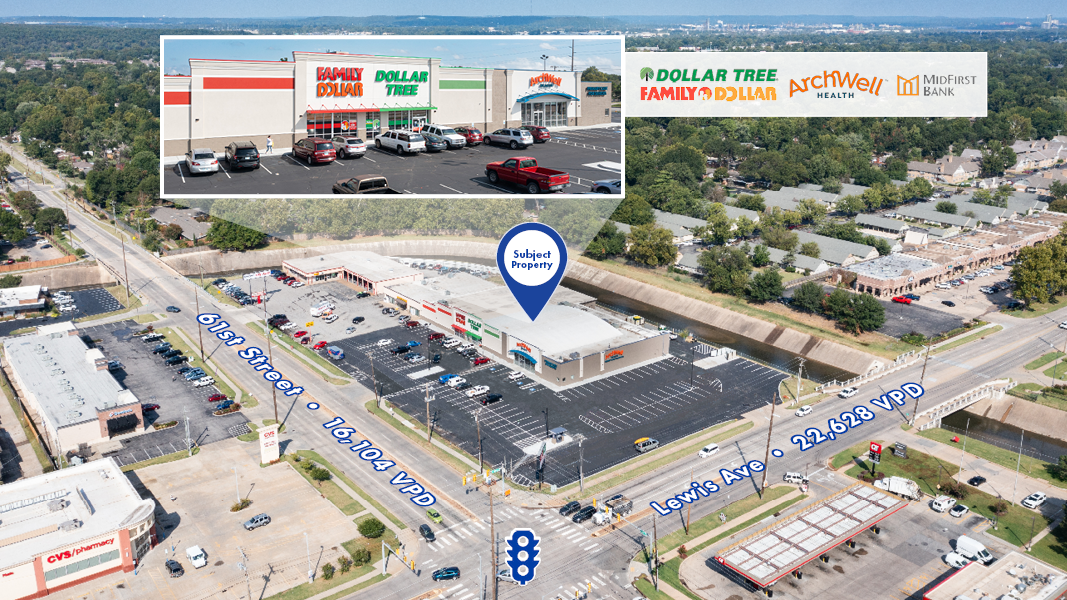 FAMILY DOLLAR
DOLLAR TREE
ArchWell
DOLLAR TREE
FAMILY DOLLAR
ArchWell
HEALTH
MIDFIRST
BANK
Subject
Property
61st Street • 16,104 VPD
Lewis Ave • 22,628 VPD
CVS/pharmacy
CVS